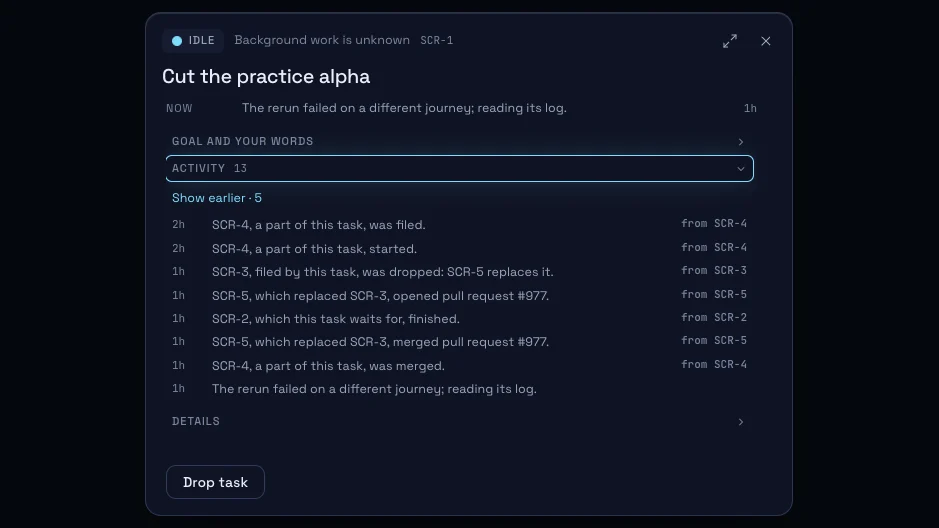 IDLE Background work is unknown SCR-1
Cut the practice alpha
NOW The rerun failed on a different journey; reading its log. 1h
GOAL AND YOUR WORDS
ACTIVITY 13
Show earlier · 5
2h SCR-4, a part of this task, was filed. from SCR-4
2h SCR-4, a part of this task, started. from SCR-4
1h SCR-3, filed by this task, was dropped: SCR-5 replaces it. from SCR-3
1h SCR-5, which replaced SCR-3, opened pull request #977. from SCR-5
1h SCR-2, which this task waits for, finished. from SCR-2
1h SCR-5, which replaced SCR-3, merged pull request #977. from SCR-5
1h SCR-4, a part of this task, was merged. from SCR-4
1h The rerun failed on a different journey; reading its log.
DETAILS
Drop task